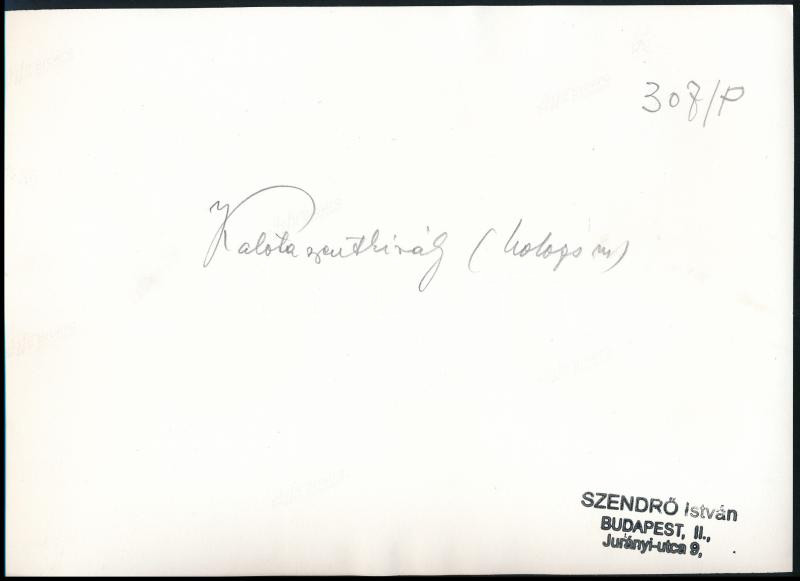 308/P
Kalotaszentkirály (Kolozs m)
SZENDRŐ István
BUDAPEST, II.,
Jurányi-utca 9,